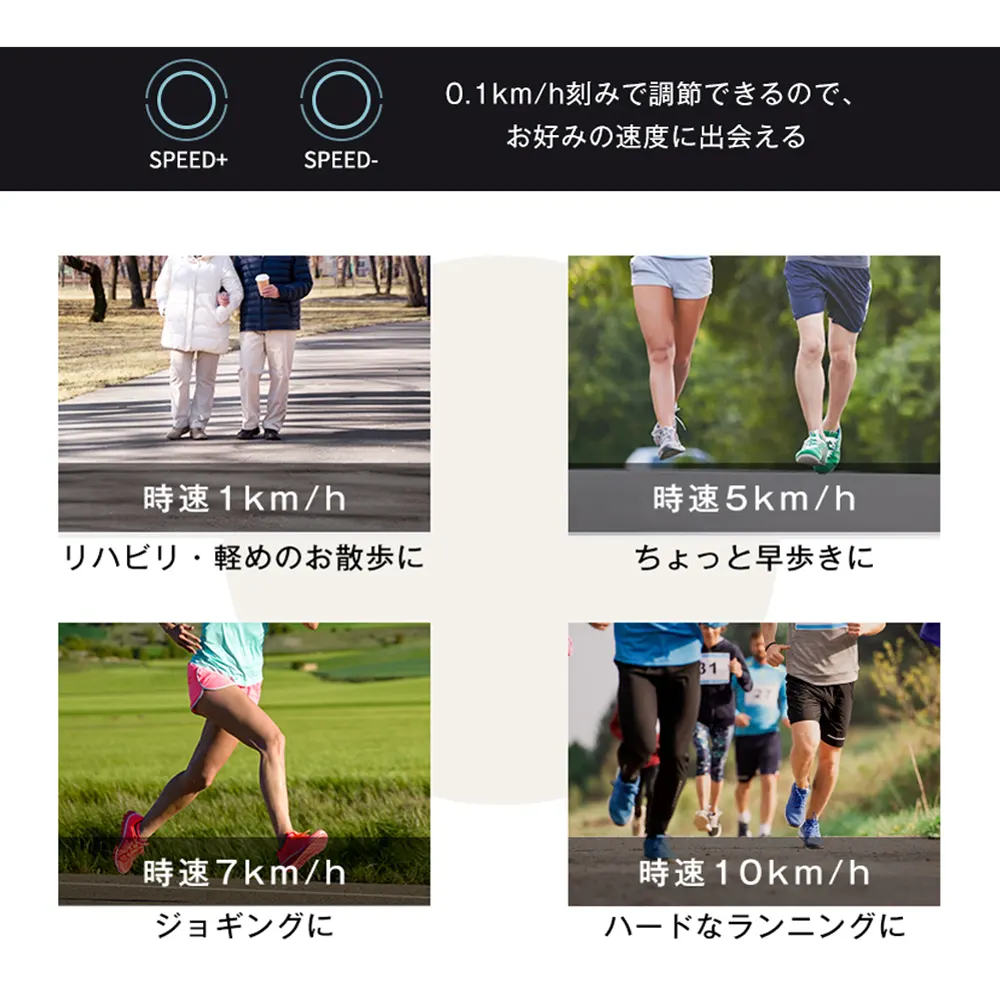 SPEED+
SPEED-
0.1km/h刻みで調節できるので、
お好みの速度に出会える
時速1km/h
リハビリ・軽めのお散歩に
時速5km/h
ちょっと早歩きに
時速7km/h
ジョギングに
31
27
時速10km/h
ハードなランニングに